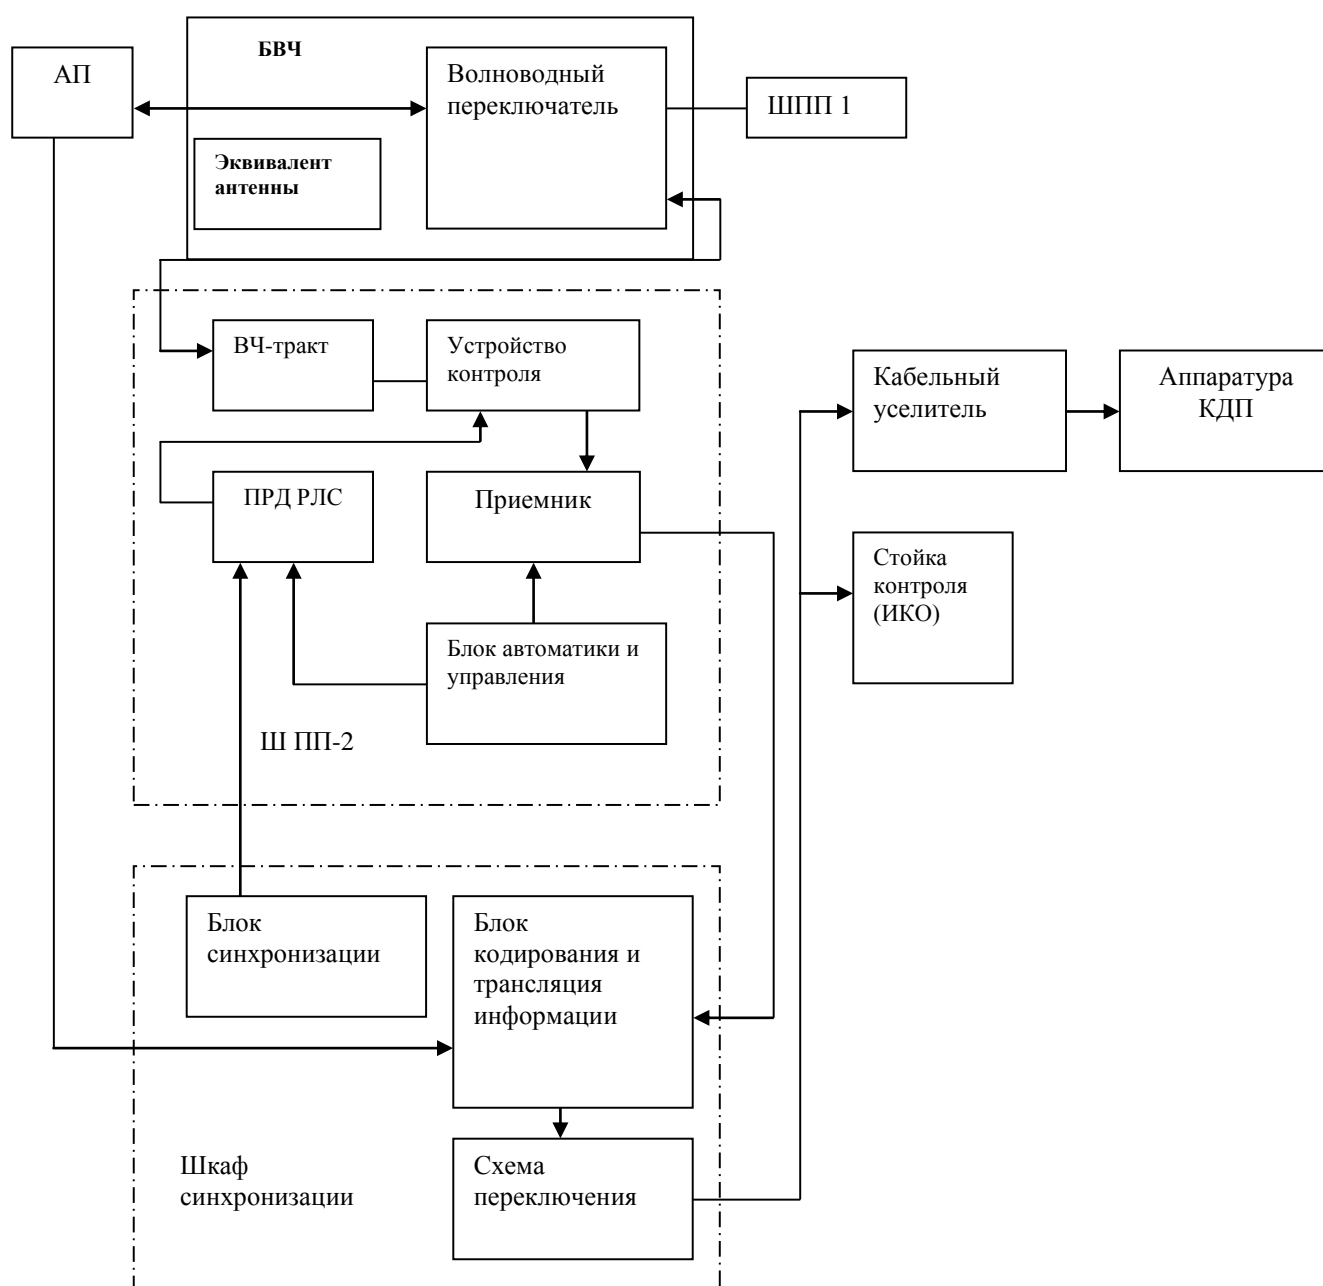 БВЧ
АП
Волноводный
переключатель
ШПП 1
Эквивалент
антенны
ВЧ-тракт
Устройство
контроля
Кабельный
уселитель
Аппаратура
КДП
ПРД РЛС
Приемник
Стойка
контроля
(ИКО)
Блок автоматики и
управления
Ш ПП-2
Блок
синхронизации
Блок
кодирования и
трансляция
информации
Шкаф
синхронизации
Схема
переключения